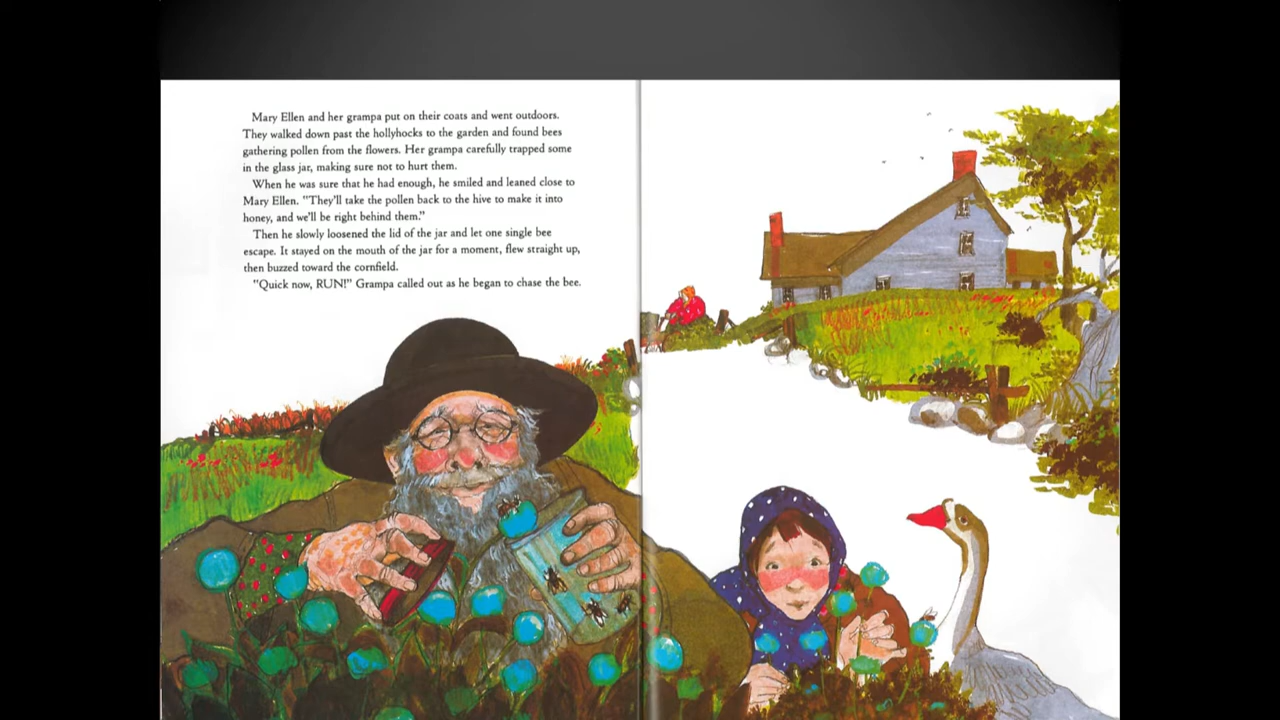 Mary Ellen and her grampa put on their coats and went outdoors.
They walked down past the hollyhocks to the garden and found bees
gathering pollen from the flowers. Her grampa carefully trapped some
in the glass jar, making sure not to hurt them.
When he was sure that he had enough, he smiled and leaned close to
Mary Ellen. "They'll take the pollen back to the hive to make it into
honey, and we'll be right behind them."
Then he slowly loosened the lid of the jar and let one single bee
escape. It stayed on the mouth of the jar for a moment, flew straight up,
then buzzed toward the cornfield.
"Quick now, RUN!" Grampa called out as he began to chase the bee.